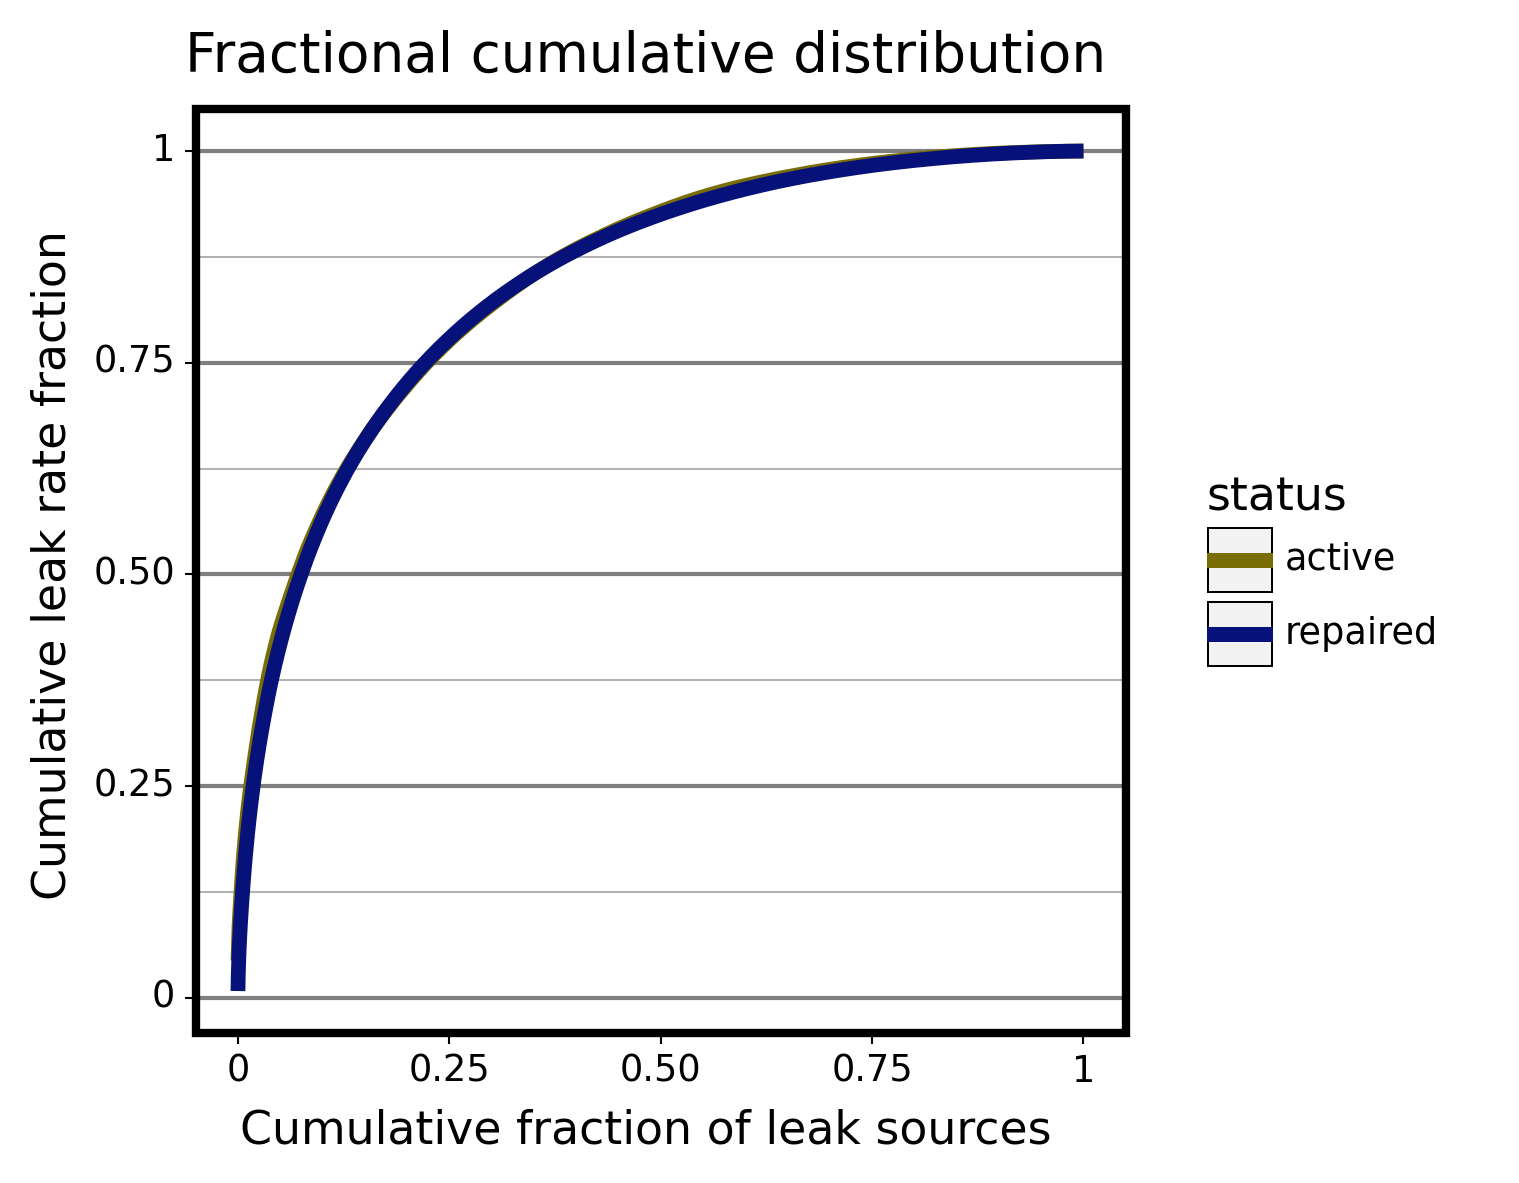 Fractional cumulative distribution
Cumulative leak rate fraction
1
0.75
0.50
0.25
0
0 0.25 0.50 0.75 1
Cumulative fraction of leak sources
status
active
repaired